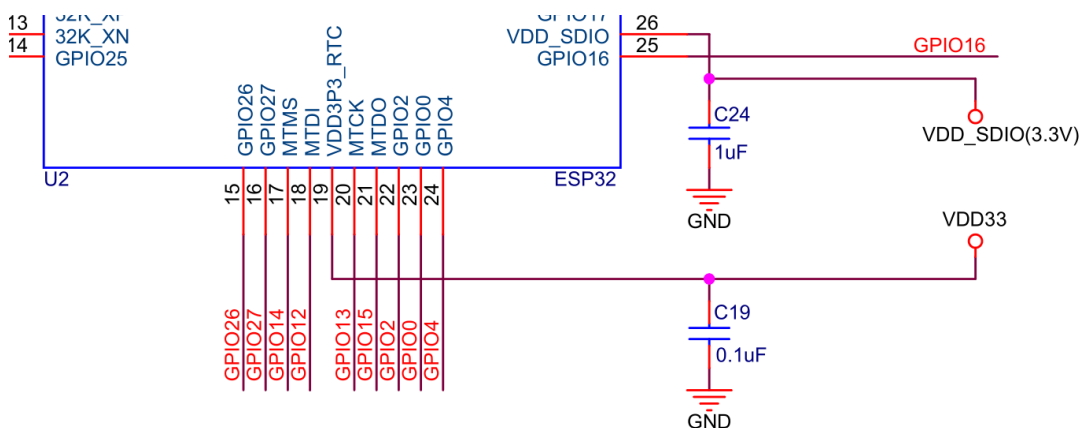 13
32K_XP
GPIO17
26
32K_XN
VDD_SDIO
14
25
GPIO25
GPIO16
GPIO16
GPIO26
GPIO27
MTMS
MTDI
VDD3P3_RTC
MTCK
MTDO
GPIO2
GPIO0
GPIO4
C24
1uF
VDD_SDIO(3.3V)
U2
ESP32
15
16
17
18
19
20
21
22
23
24
GND
VDD33
GPIO26
GPIO27
GPIO14
GPIO12
GPIO13
GPIO15
GPIO2
GPIO0
GPIO4
C19
0.1uF
GND